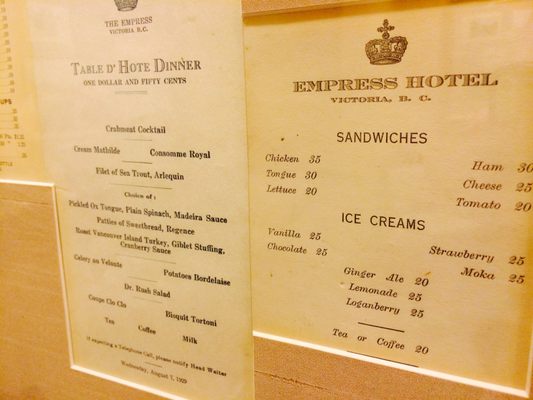 THE EMPRESS
VICTORIA B.C.
TABLE D'HOTE DINNER
ONE DOLLAR AND FIFTY CENTS
Crabmeat Cocktail
Cream Mathilde Consomme Royal
Filet of Sea Trout, Arlequin
Choice of:
Pickled Ox Tongue, Plain Spinach, Madeira Sauce
Patties of Sweetbread, Regence
Roast Vancouver Island Turkey, Giblet Stuffing,
Cranberry Sauce
Celery au Veloute
Potatoes Bordelaise
Dr. Rush Salad
Coupe Clo Clo
Bisquit Tortoni
Tea Coffee Milk
If expecting a Telephone Call, please notify Head Waiter
Wednesday, August 7, 1929
EMPRESS HOTEL
VICTORIA, B. C.
SANDWICHES
Chicken 35
Tongue 30
Lettuce 20
Ham 30
Cheese 25
Tomato 20
ICE CREAMS
Vanilla 25
Chocolate 25
Strawberry 25
Moka 25
Ginger Ale 20
Lemonade 25
Loganberry 25
Tea or Coffee 20